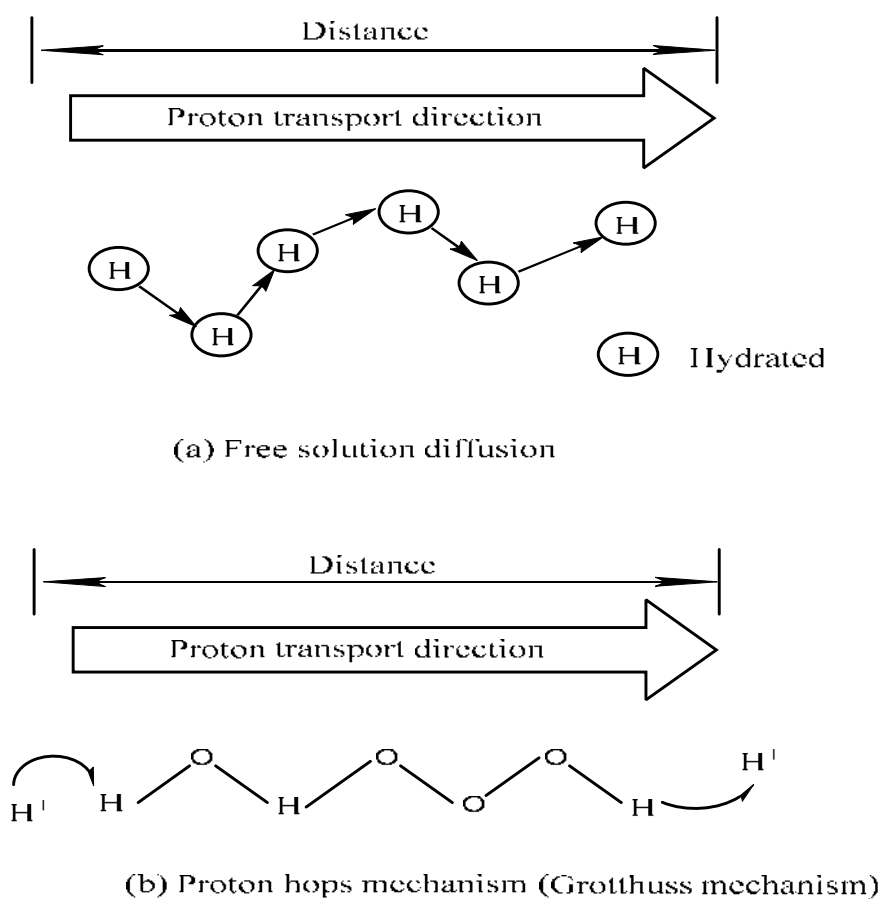 Distance
Proton transport direction
H H H H H H
H Hydrated
(a) Free solution diffusion
Distance
Proton transport direction
O O O H⁺
H⁺ H H O H
(b) Proton hops mechanism (Grotthuss mechanism)